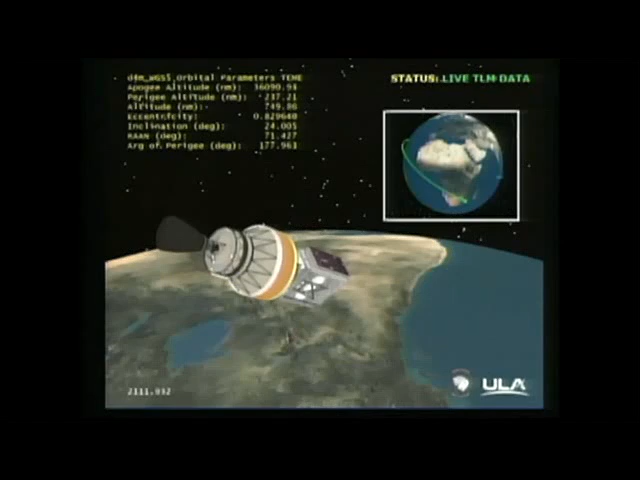 Orbital Parameters TEME
Apogee Altitude (nm): 36090.91
Perigee Altitude (nm): 237.21
Altitude (nm): 749.86
Eccentricity: 0.829640
Inclination (deg): 24.005
RAAN (deg): 71.427
Arg of Perigee (deg): 177.963
STATUS: LIVE TLM DATA
2111.932
ULA